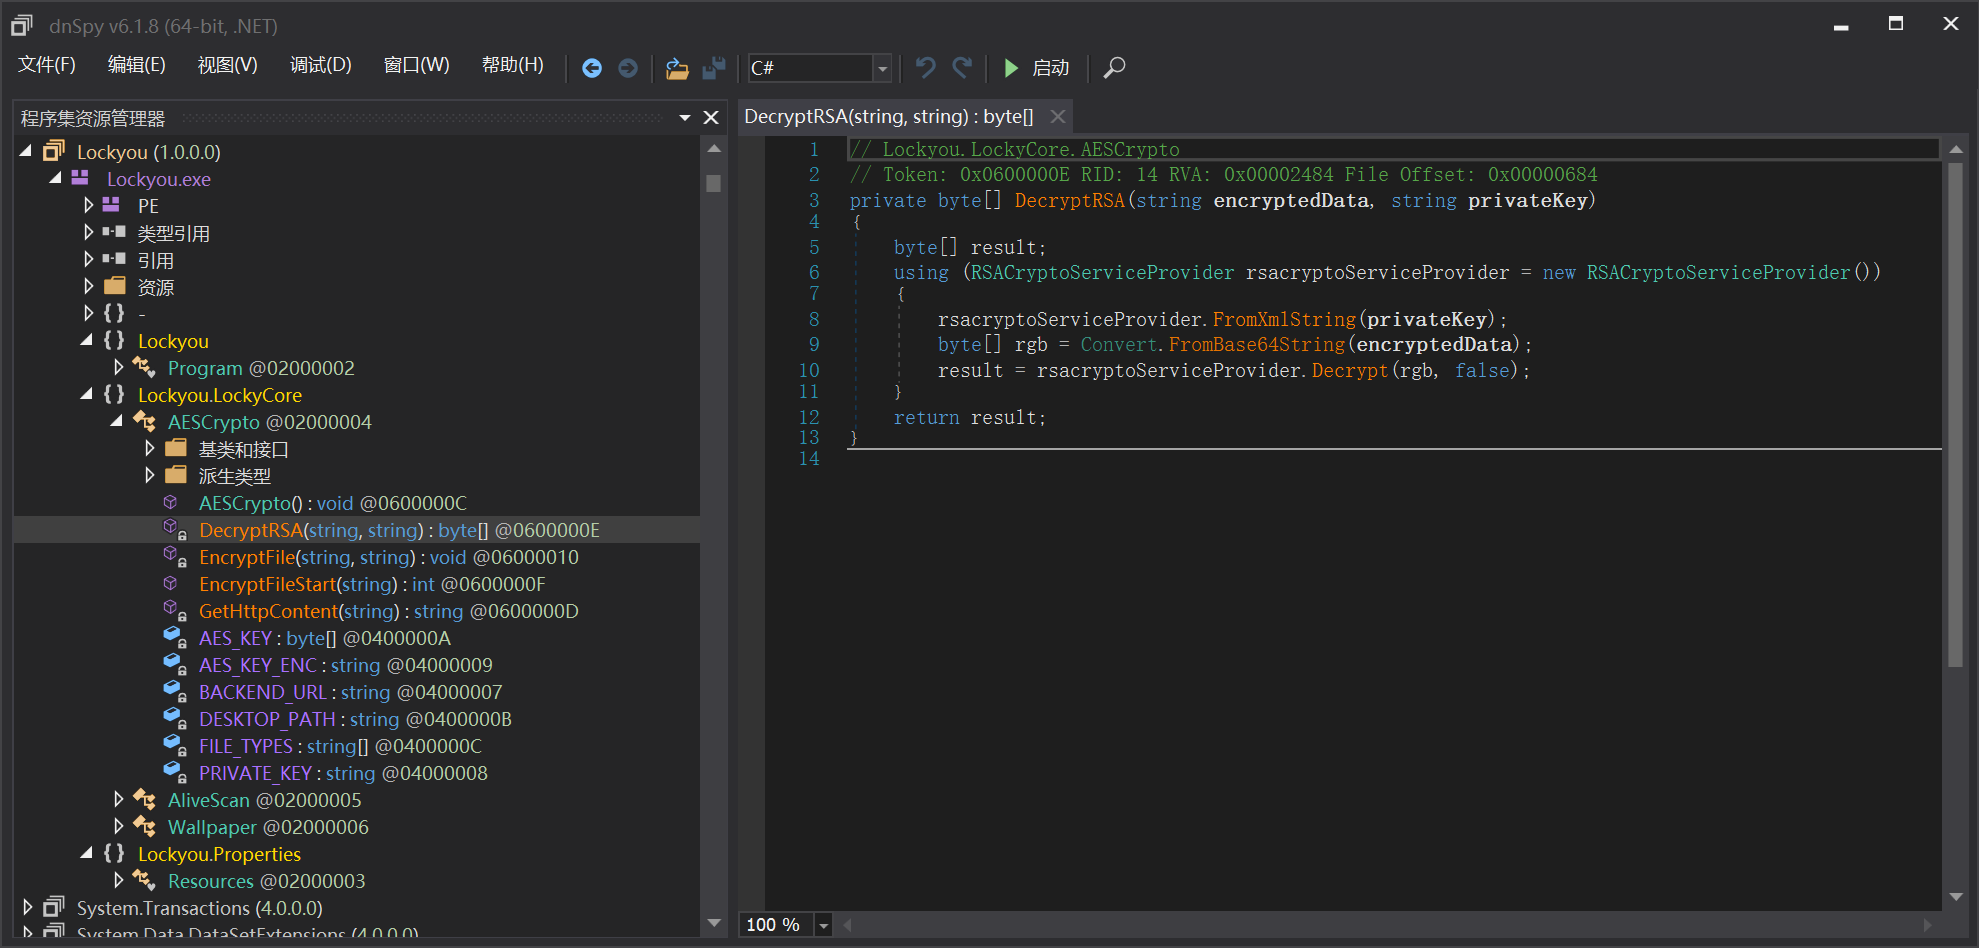 dnSpy v6.1.8 (64-bit, .NET)
文件(F) 编辑(E) 视图(V) 调试(D) 窗口(W) 帮助(H) C# 启动
程序集资源管理器
Lockyou (1.0.0.0)
Lockyou.exe
PE
类型引用
引用
资源
{ } -
{ } Lockyou
Program @02000002
{ } Lockyou.LockyCore
AESCrypto @02000004
基类和接口
派生类型
AESCrypto() : void @0600000C
DecryptRSA(string, string) : byte[] @0600000E
EncryptFile(string, string) : void @06000010
EncryptFileStart(string) : int @0600000F
GetHttpContent(string) : string @0600000D
AES_KEY : byte[] @0400000A
AES_KEY_ENC : string @04000009
BACKEND_URL : string @04000007
DESKTOP_PATH : string @0400000B
FILE_TYPES : string[] @0400000C
PRIVATE_KEY : string @04000008
AliveScan @02000005
Wallpaper @02000006
{ } Lockyou.Properties
Resources @02000003
System.Transactions (4.0.0.0)
System.Data.DataSetExtensions (4.0.0.0)
DecryptRSA(string, string) : byte[]
1 // Lockyou.LockyCore.AESCrypto
2 // Token: 0x0600000E RID: 14 RVA: 0x00002484 File Offset: 0x00000684
3 private byte[] DecryptRSA(string encryptedData, string privateKey)
4 {
5 byte[] result;
6 using (RSACryptoServiceProvider rsacryptoServiceProvider = new RSACryptoServiceProvider())
7 {
8 rsacryptoServiceProvider.FromXmlString(privateKey);
9 byte[] rgb = Convert.FromBase64String(encryptedData);
10 result = rsacryptoServiceProvider.Decrypt(rgb, false);
11 }
12 return result;
13 }
14
100 %